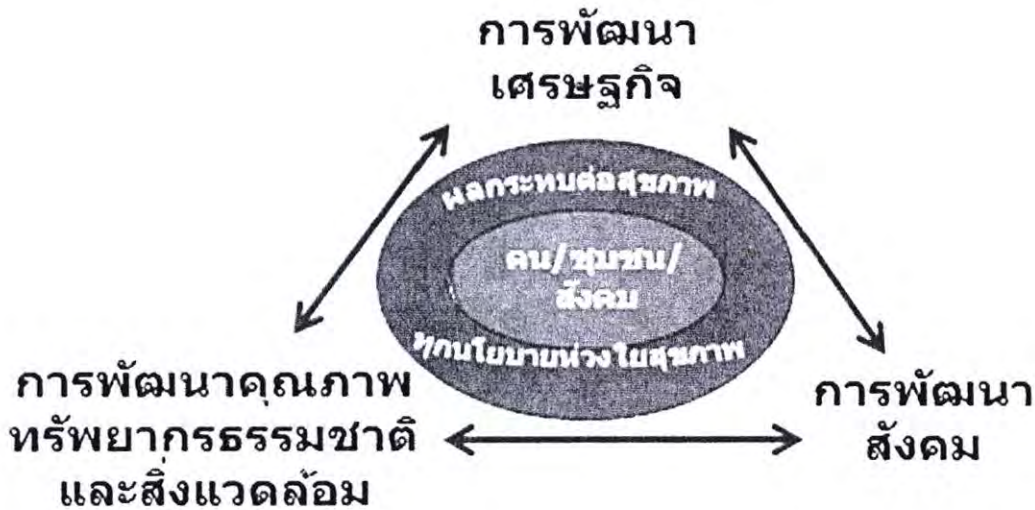 การพัฒนา
เศรษฐกิจ
ผลกระทบต่อสุขภาพ
คน/ชุมชน/
สังคม
ทุกนโยบายห่วงใยสุขภาพ
การพัฒนาคุณภาพ
ทรัพยากรธรรมชาติ
และสิ่งแวดล้อม
การพัฒนา
สังคม